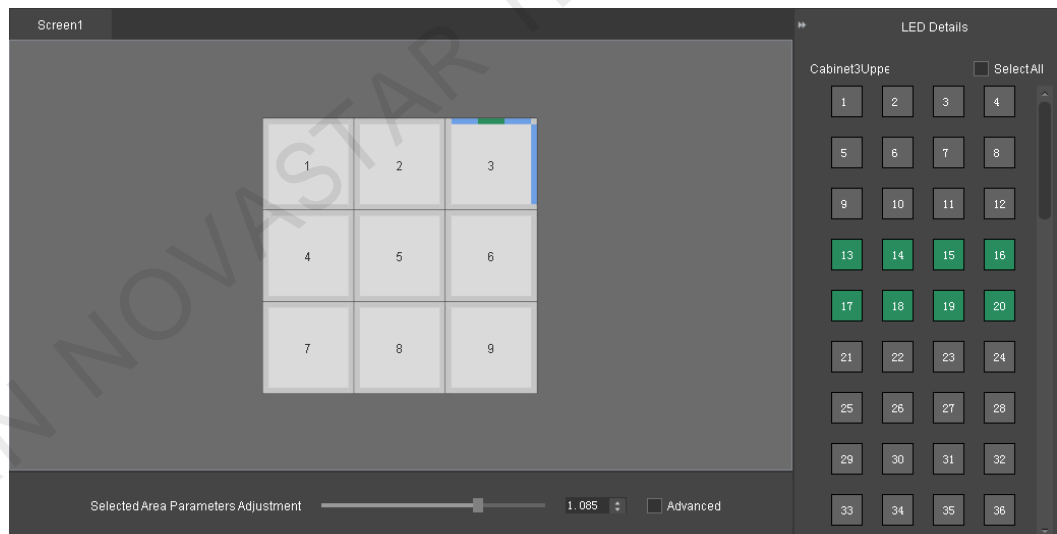 Screen1
LED Details
Cabinet3Uppe
SelectAll
1 2 3 4
5 6 7 8
9 10 11 12
13 14 15 16
17 18 19 20
21 22 23 24
25 26 27 28
29 30 31 32
33 34 35 36
1 2 3
4 5 6
7 8 9
Selected Area Parameters Adjustment
1.085
Advanced
N NOVASTAR